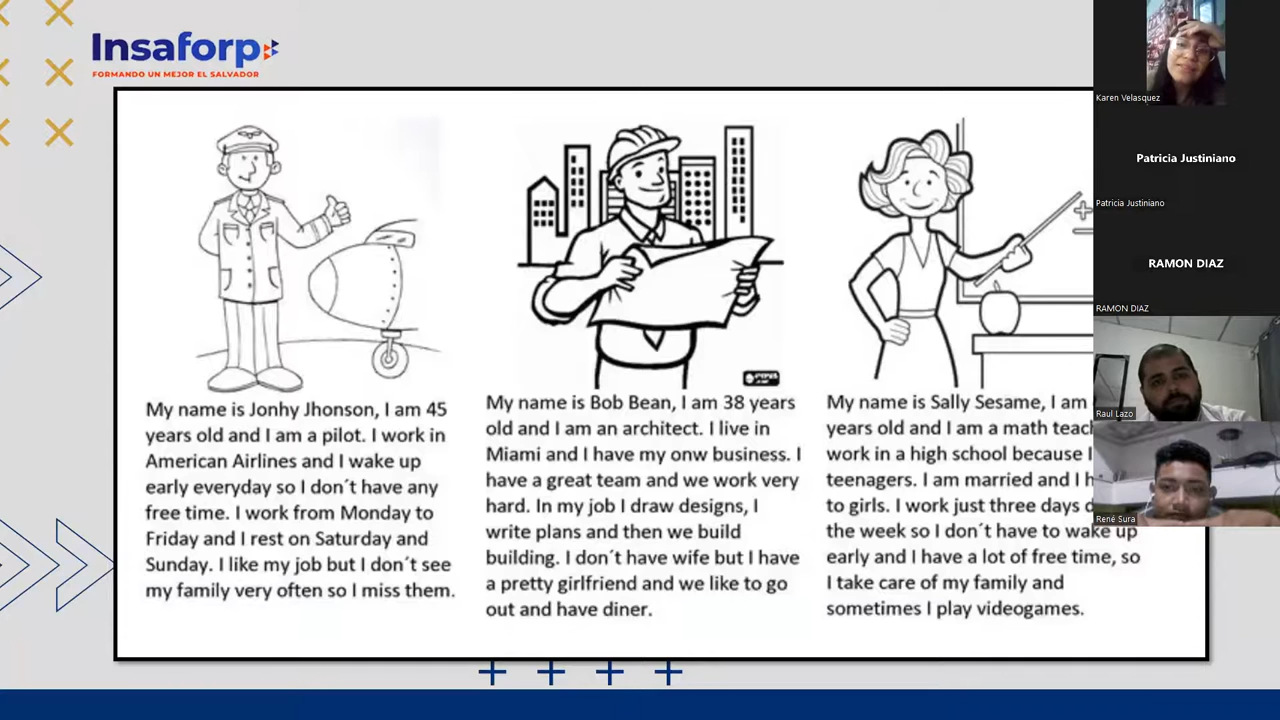 Insaforp
FORMANDO UN MEJOR EL SALVADOR
My name is Jonhy Jhonson, I am 45
years old and I am a pilot. I work in
American Airlines and I wake up
early everyday so I don´t have any
free time. I work from Monday to
Friday and I rest on Saturday and
Sunday. I like my job but I don´t see
my family very often so I miss them.
My name is Bob Bean, I am 38 years
old and I am an architect. I live in
Miami and I have my onw business. I
have a great team and we work very
hard. In my job I draw designs, I
write plans and then we build
building. I don´t have wife but I have
a pretty girlfriend and we like to go
out and have diner.
My name is Sally Sesame, I am
years old and I am a math teach
work in a high school because I
teenagers. I am married and I h
to girls. I work just three days
the week so I don´t have to wake up
early and I have a lot of free time, so
I take care of my family and
sometimes I play videogames.
Karen Velasquez
Patricia Justiniano
Patricia Justiniano
RAMON DIAZ
RAMON DIAZ
Raul Lazo
René Sura